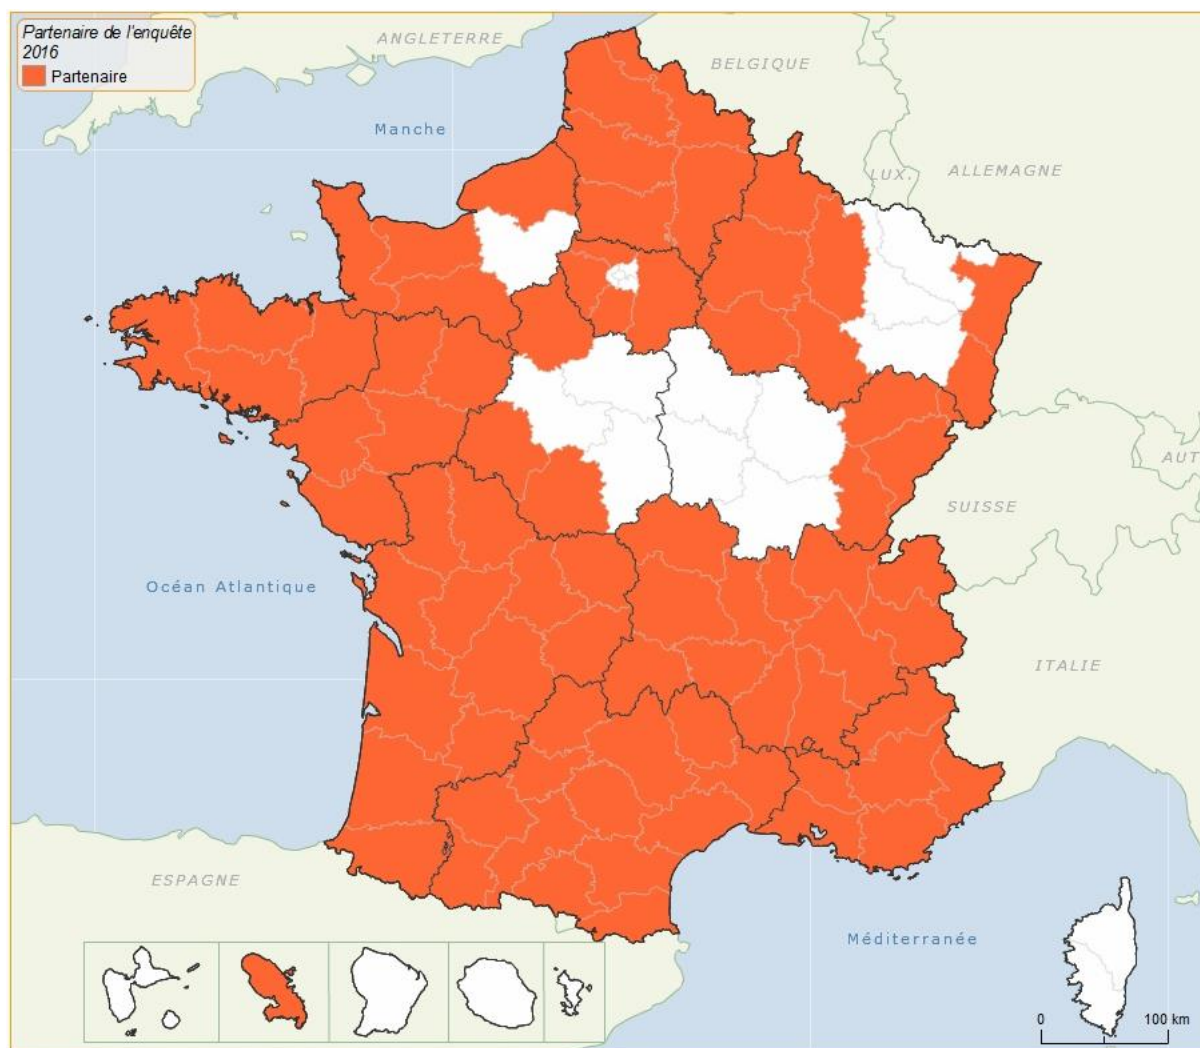 Partenaire de l'enquête
2016
Partenaire
ANGLETERRE
BELGIQUE
Manche
LUX.
ALLEMAGNE
AUT
SUISSE
Océan Atlantique
ITALIE
ESPAGNE
Méditerranée
0 100 km